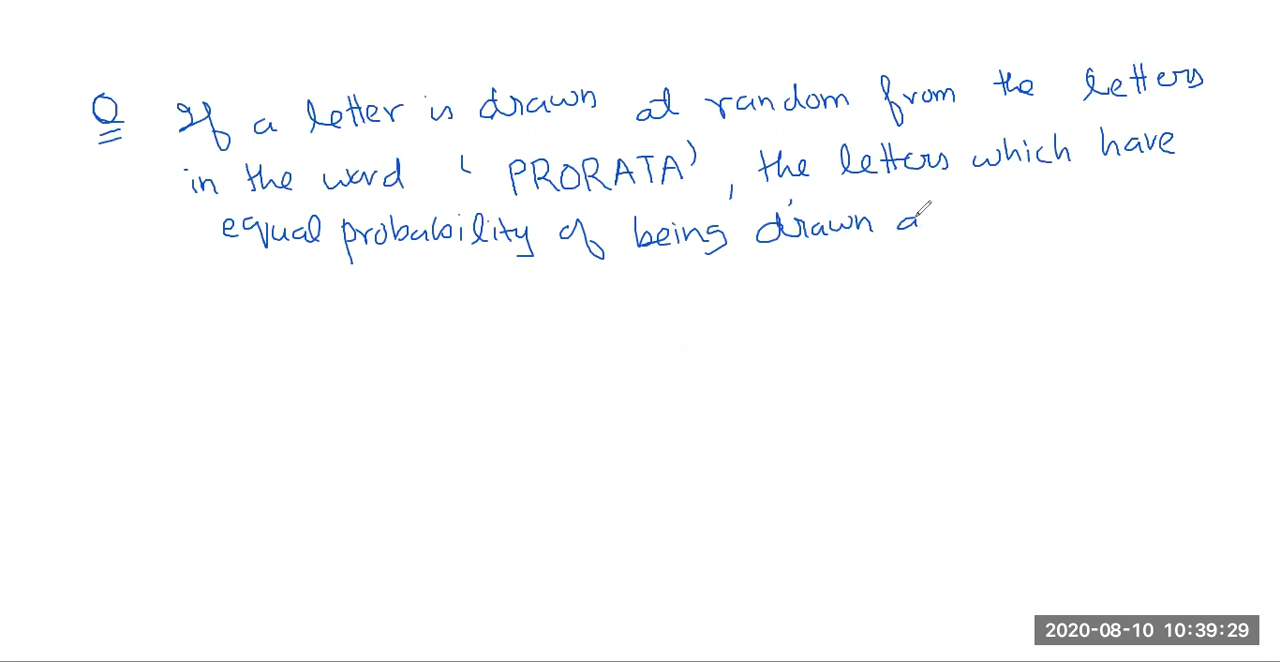 Q If a letter is drawn at random from the letters
in the word ' PRORATA ', the letters which have
equal probability of being drawn a
2020-08-10 10:39:29